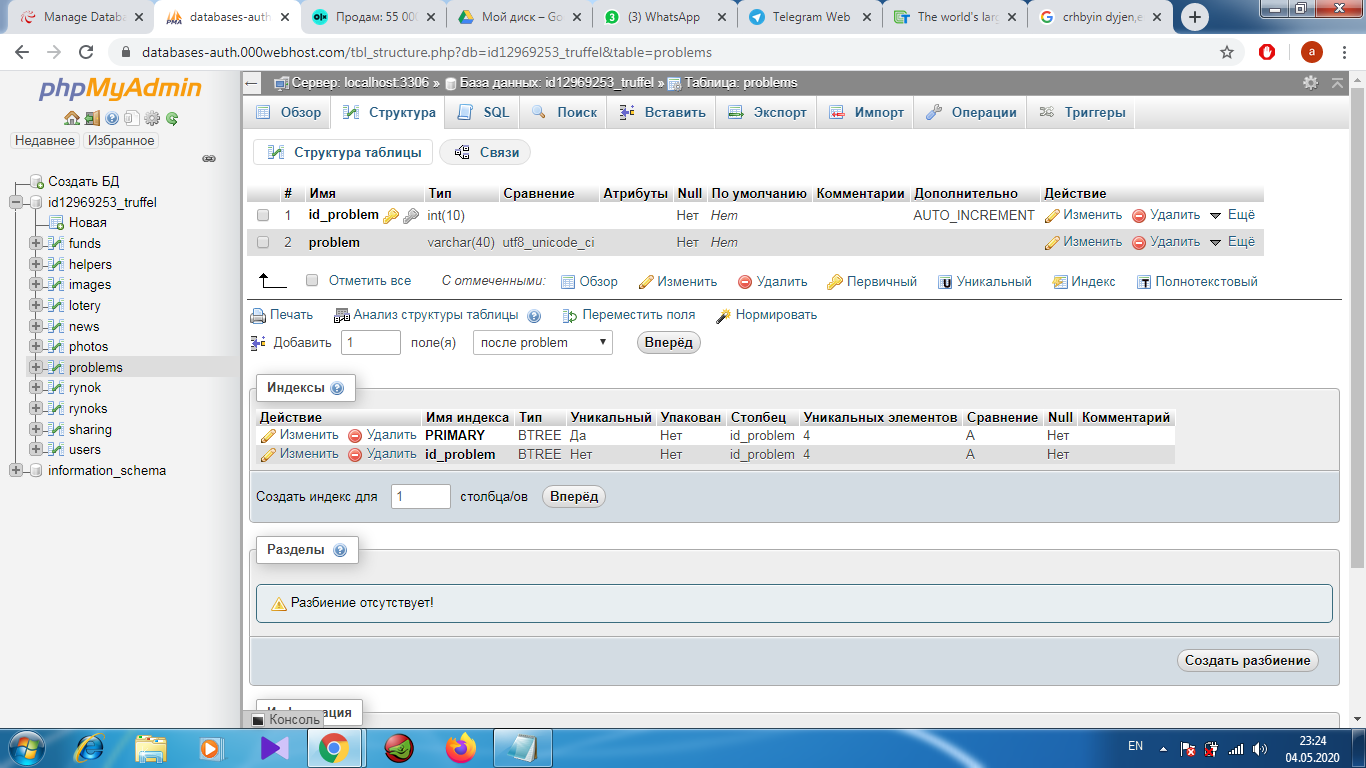 Manage Databa
databases-auth
Продам: 55 000
Мой диск – Go
(3) WhatsApp
Telegram Web
The world's larg
crhbyin dyjen,e
databases-auth.000webhost.com/tbl_structure.php?db=id12969253_truffel&table=problems
a
phpMyAdmin
Недавнее Избранное
Создать БД
id12969253_truffel
Новая
funds
helpers
images
lotery
news
photos
problems
rynok
rynoks
sharing
users
information_schema
Сервер: localhost:3306 » База данных: id12969253_truffel » Таблица: problems
Обзор Структура SQL Поиск Вставить Экспорт Импорт Операции Триггеры
Структура таблицы Связи
# Имя Тип Сравнение Атрибуты Null По умолчанию Комментарии Дополнительно Действие
1 id_problem int(10) Нет Нет AUTO_INCREMENT Изменить Удалить Ещё
2 problem varchar(40) utf8_unicode_ci Нет Нет Изменить Удалить Ещё
Отметить все С отмеченными: Обзор Изменить Удалить Первичный Уникальный Индекс Полнотекстовый
Печать Анализ структуры таблицы Переместить поля Нормировать
Добавить 1 поле(я) после problem Вперёд
Индексы
Действие Имя индекса Тип Уникальный Упакован Столбец Уникальных элементов Сравнение Null Комментарий
Изменить Удалить PRIMARY BTREE Да Нет id_problem 4 A Нет
Изменить Удалить id_problem BTREE Нет Нет id_problem 4 A Нет
Создать индекс для 1 столбца/ов Вперёд
Разделы
Разбиение отсутствует!
Создать разбиение
Консоль
EN
23:24
04.05.2020